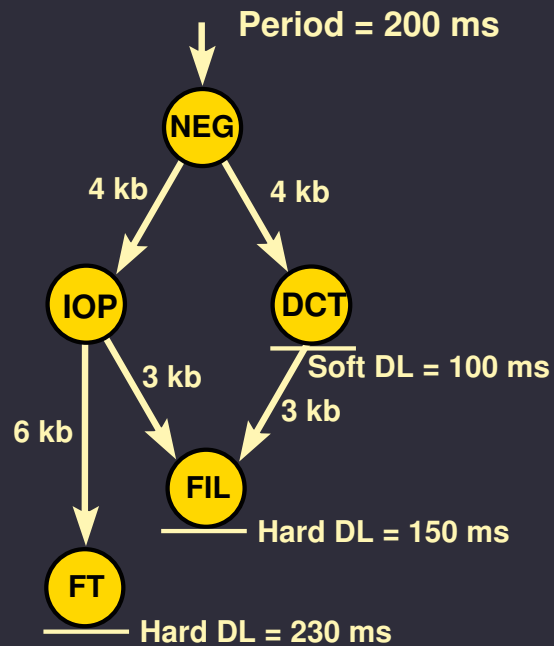 Period = 200 ms
NEG
4 kb
4 kb
IOP
DCT
Soft DL = 100 ms
3 kb
3 kb
6 kb
FIL
Hard DL = 150 ms
FT
Hard DL = 230 ms